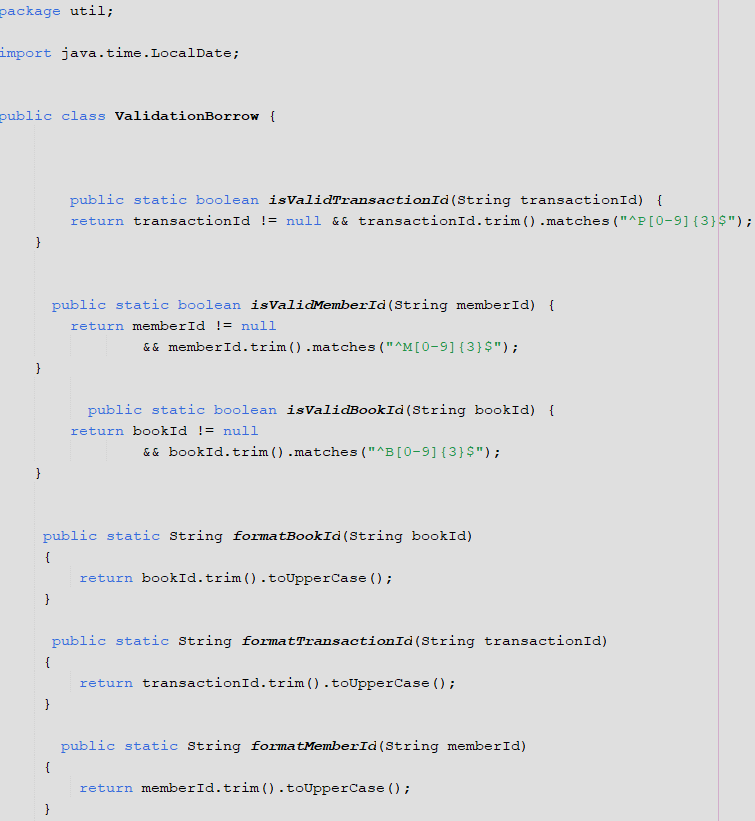 package util;
import java.time.LocalDate;
public class ValidationBorrow {
public static boolean isValidTransactionId(String transactionId) {
return transactionId != null && transactionId.trim().matches("^P[0-9]{3}$");
}
public static boolean isValidMemberId(String memberId) {
return memberId != null
&& memberId.trim().matches("^M[0-9]{3}$");
}
public static boolean isValidBookId(String bookId) {
return bookId != null
&& bookId.trim().matches("^B[0-9]{3}$");
}
public static String formatBookId(String bookId)
{
return bookId.trim().toUpperCase();
}
public static String formatTransactionId(String transactionId)
{
return transactionId.trim().toUpperCase();
}
public static String formatMemberId(String memberId)
{
return memberId.trim().toUpperCase();
}